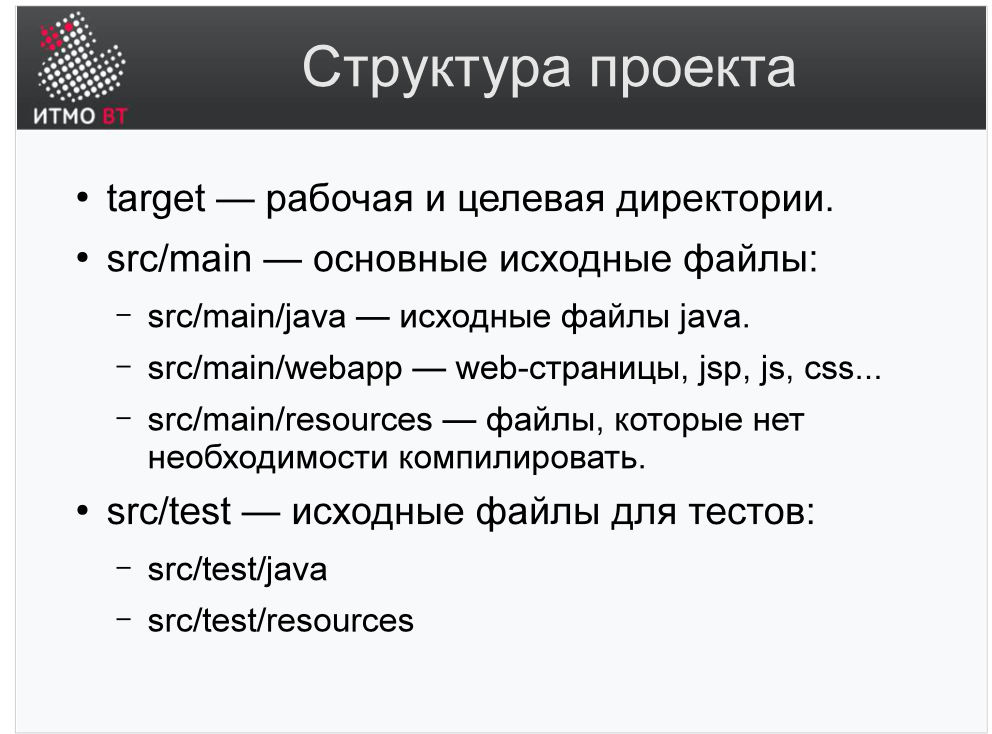 ИТМО ВТ
Структура проекта
• target — рабочая и целевая директории.
• src/main — основные исходные файлы:
– src/main/java — исходные файлы java.
– src/main/webapp — web-страницы, jsp, js, css...
– src/main/resources — файлы, которые нет
необходимости компилировать.
• src/test — исходные файлы для тестов:
– src/test/java
– src/test/resources